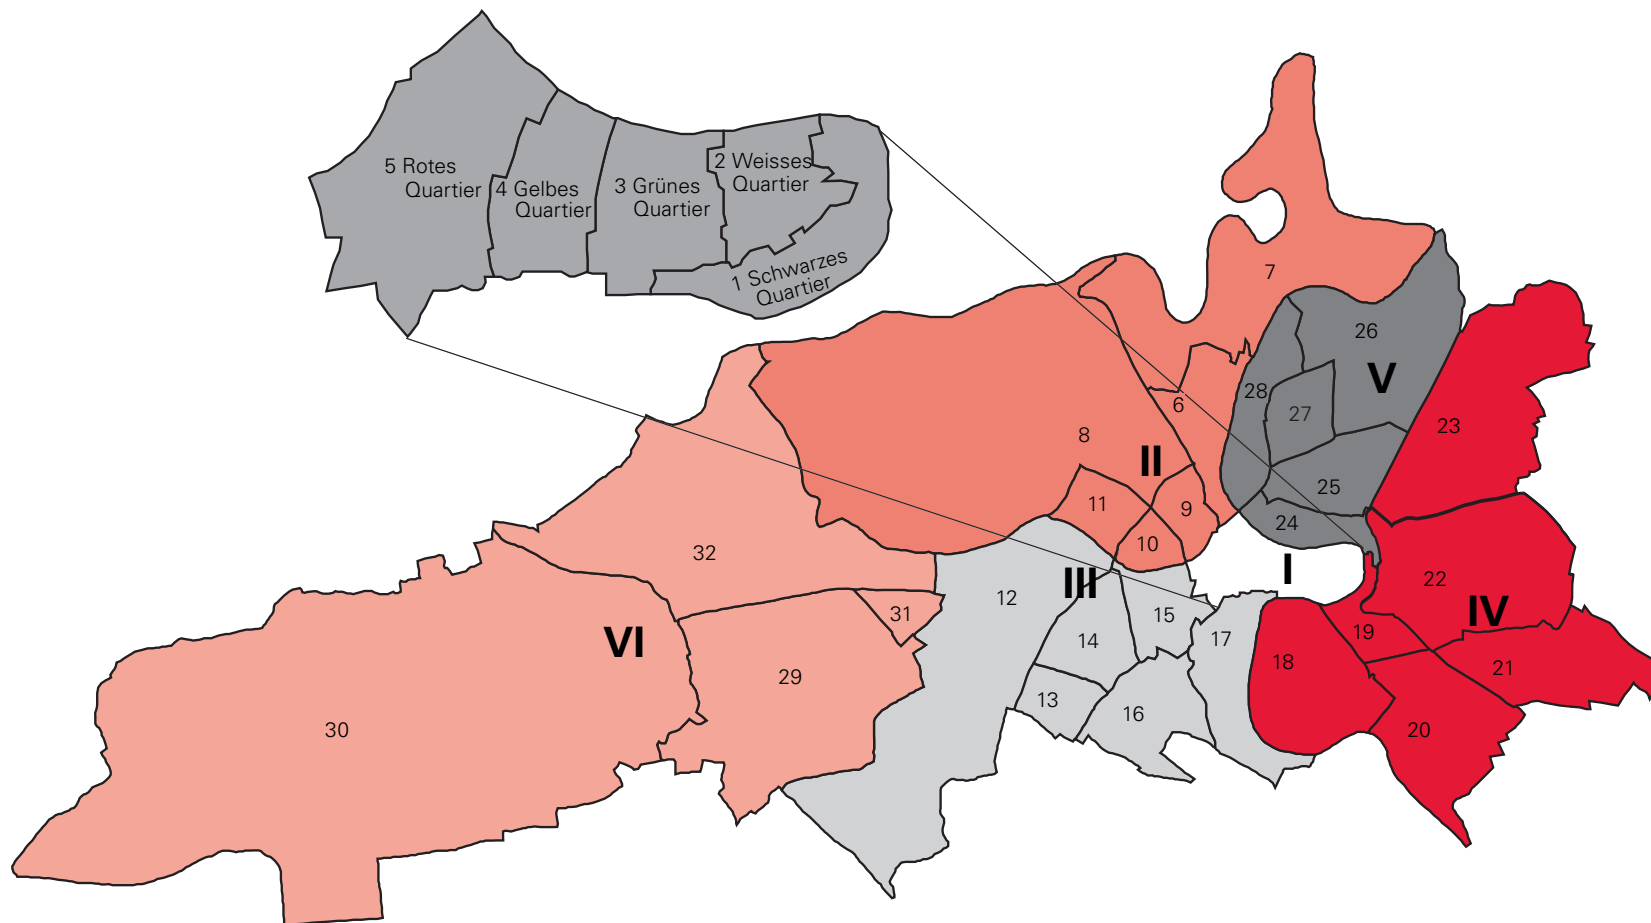 5 Rotes
Quartier
4 Gelbes
Quartier
3 Grünes
Quartier
2 Weisses
Quartier
1 Schwarzes
Quartier
7
26
V
28
27
6
23
8
II
25
11
9
24
10
I
32
III
22
12
IV
31
15
19
VI
14
17
18
21
29
13
16
20
30